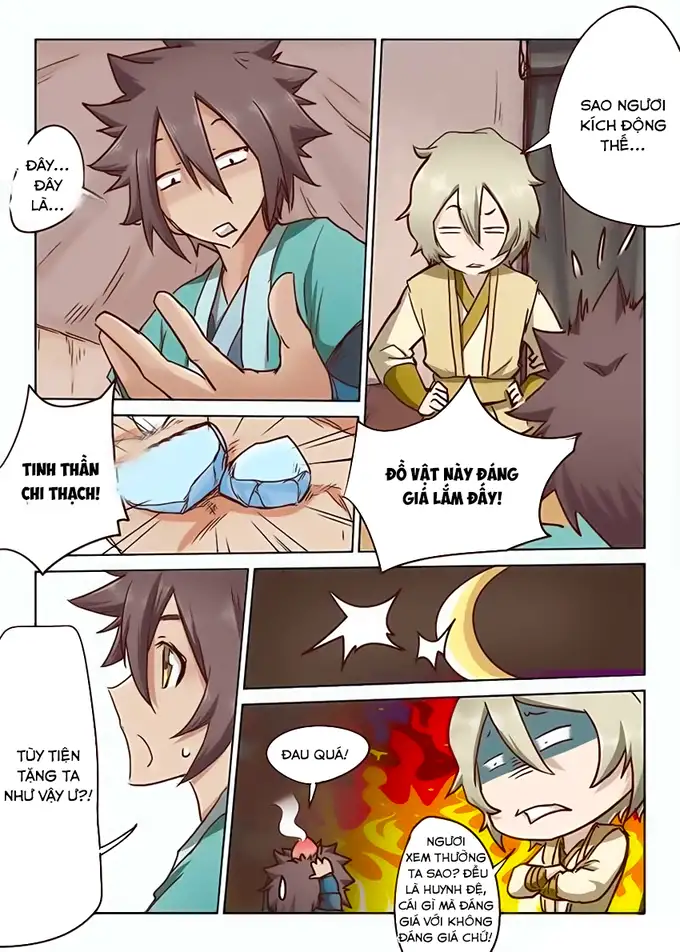 ĐÂY...
ĐÂY
LÀ...
SAO NGƯƠI
KÍCH ĐỘNG
THẾ...
TINH THẦN
CHI THẠCH!
ĐỒ VẬT NÀY ĐÁNG
GIÁ LẮM ĐẤY!
TÙY TIỆN
TẶNG TA
NHƯ VẬY Ư?!
ĐAU QUÁ!
NGƯƠI
XEM THƯỜNG
TA SAO? ĐỀU
LÀ HUYNH ĐỆ,
CÁI GÌ MÀ ĐÁNG
GIÁ VỚI KHÔNG
ĐÁNG GIÁ CHỨ!